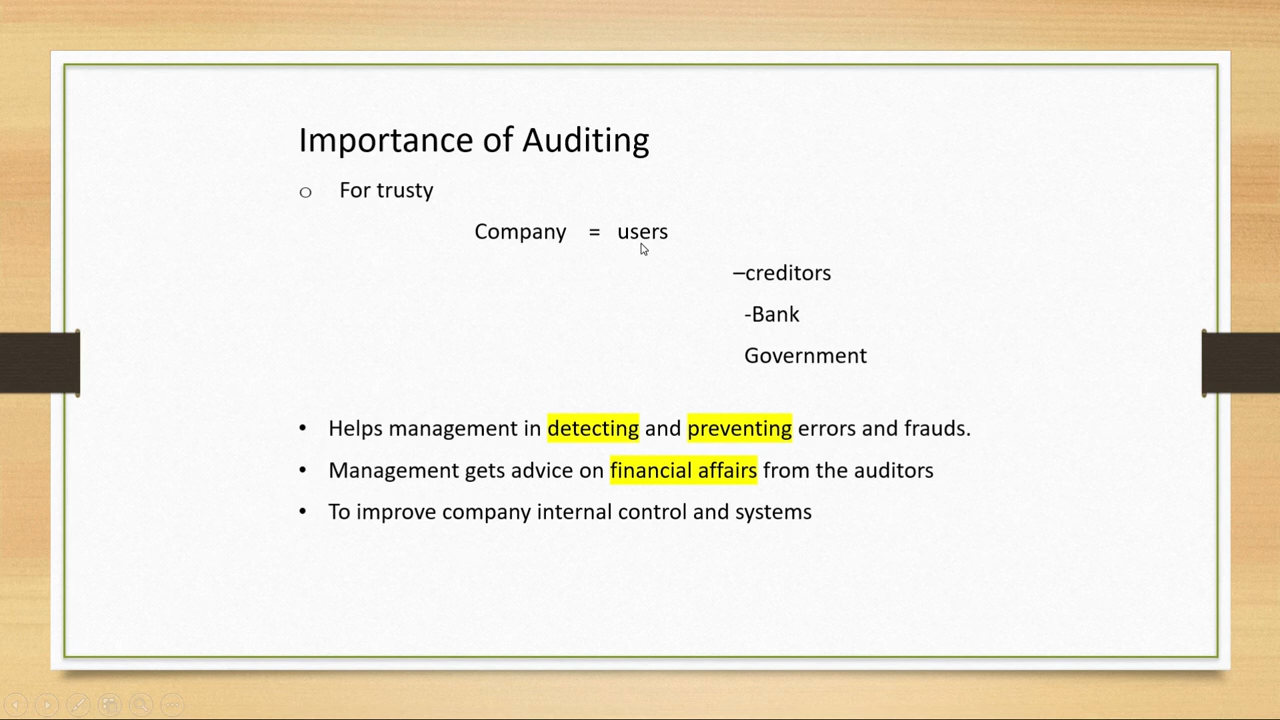 Importance of Auditing
o For trusty
Company = users
–creditors
-Bank
Government
• Helps management in detecting and preventing errors and frauds.
• Management gets advice on financial affairs from the auditors
• To improve company internal control and systems